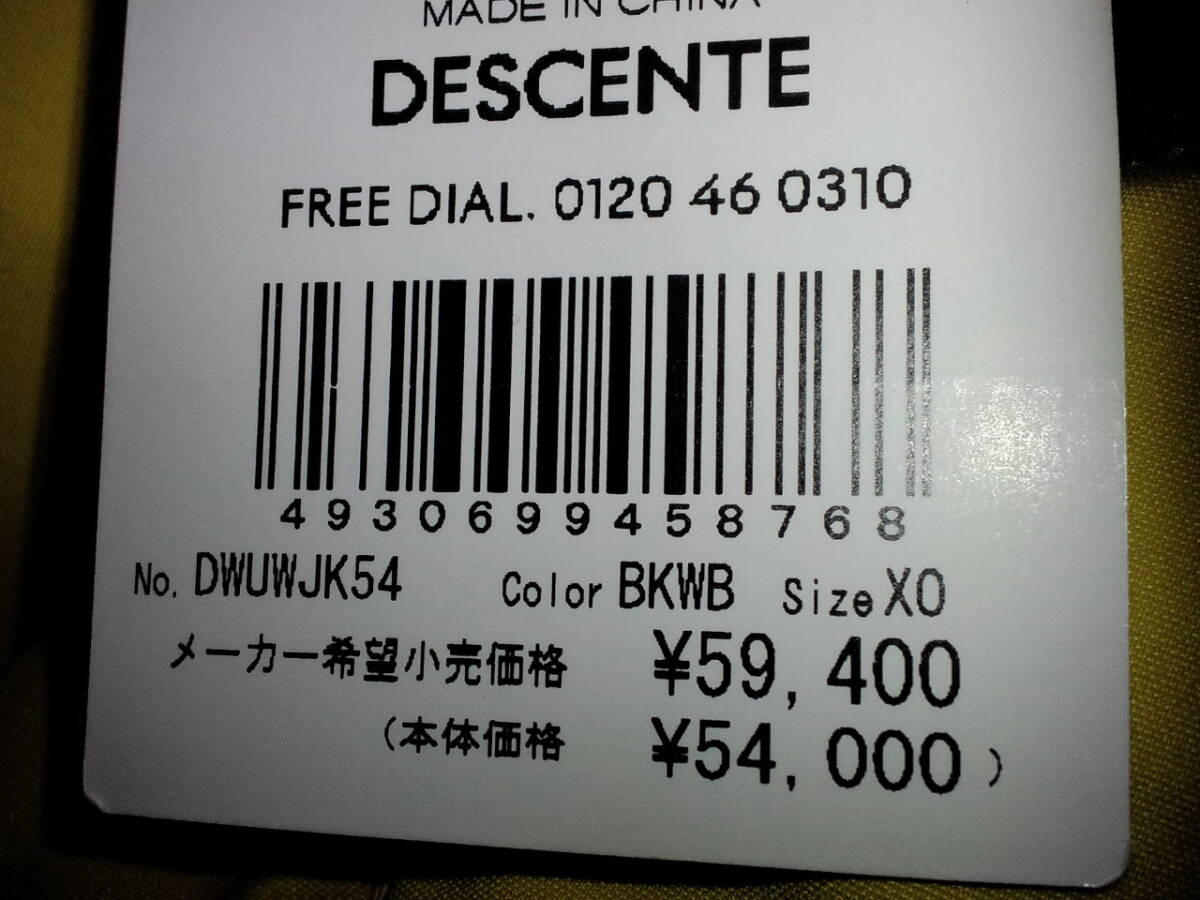 MADE IN CHINA
DESCENTE
FREE DIAL. 0120 46 0310
4930699458768
No. DWUWJK54 Color BKWB Size XO
メーカー希望小売価格 ¥59,400
(本体価格 ¥54,000)